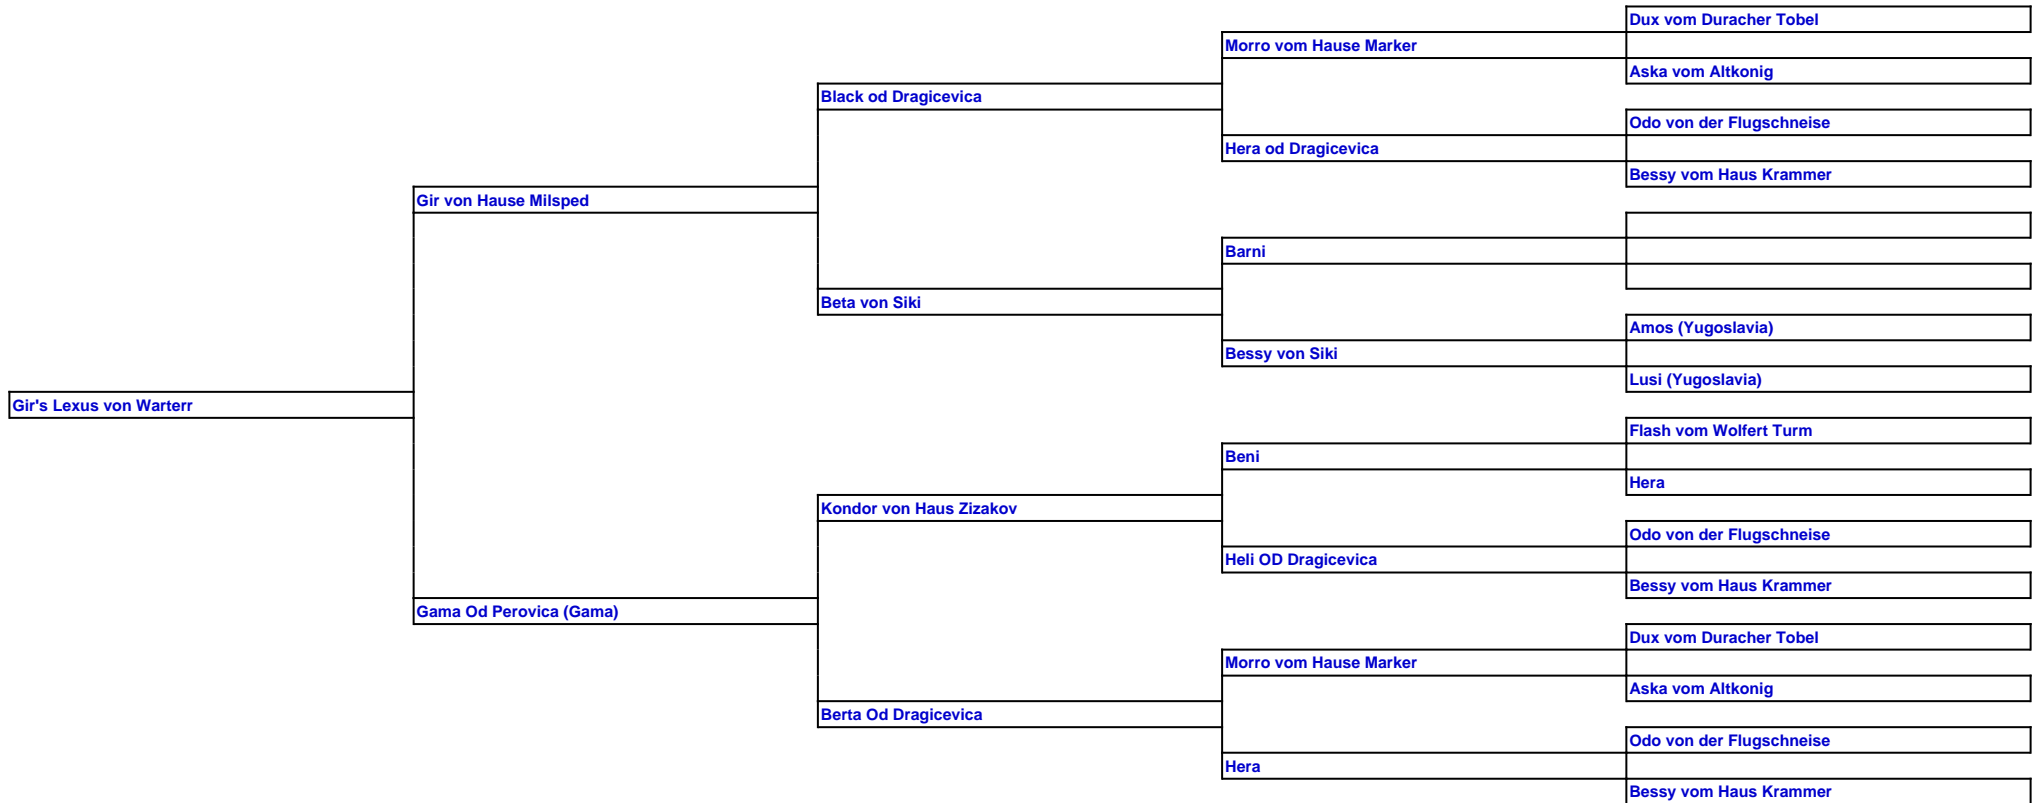 Dux vom Duracher Tobel
Morro vom Hause Marker
Aska vom Altkonig
Black od Dragicevica
Odo von der Flugschneise
Hera od Dragicevica
Bessy vom Haus Krammer
Gir von Hause Milsped
Barni
Beta von Siki
Amos (Yugoslavia)
Bessy von Siki
Lusi (Yugoslavia)
Gir's Lexus von Warterr
Flash vom Wolfert Turm
Beni
Hera
Kondor von Haus Zizakov
Odo von der Flugschneise
Heli OD Dragicevica
Bessy vom Haus Krammer
Gama Od Perovica (Gama)
Dux vom Duracher Tobel
Morro vom Hause Marker
Aska vom Altkonig
Berta Od Dragicevica
Odo von der Flugschneise
Hera
Bessy vom Haus Krammer